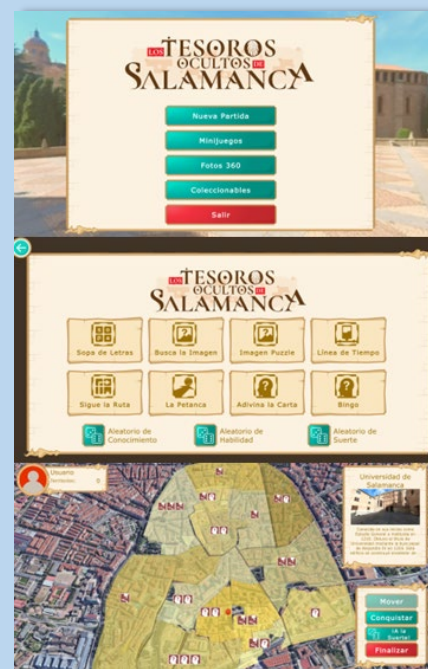 LOS TESOROS
OCULTOS DE
SALAMANCA
Nueva Partida
Minijuegos
Fotos 360
Coleccionables
Salir
LOS TESOROS
OCULTOS DE
SALAMANCA
Sopa de Letras
Busca la Imagen
Imagen Puzzle
Línea de Tiempo
Sigue la Ruta
La Petanca
Adivina la Carta
Bingo
Aleatorio de
Conocimiento
Aleatorio de
Habilidad
Aleatorio de
Suerte
Usuario
Universidad de
Salamanca
Mover
Conquistar
¡A la
Suerte!
Finalizar